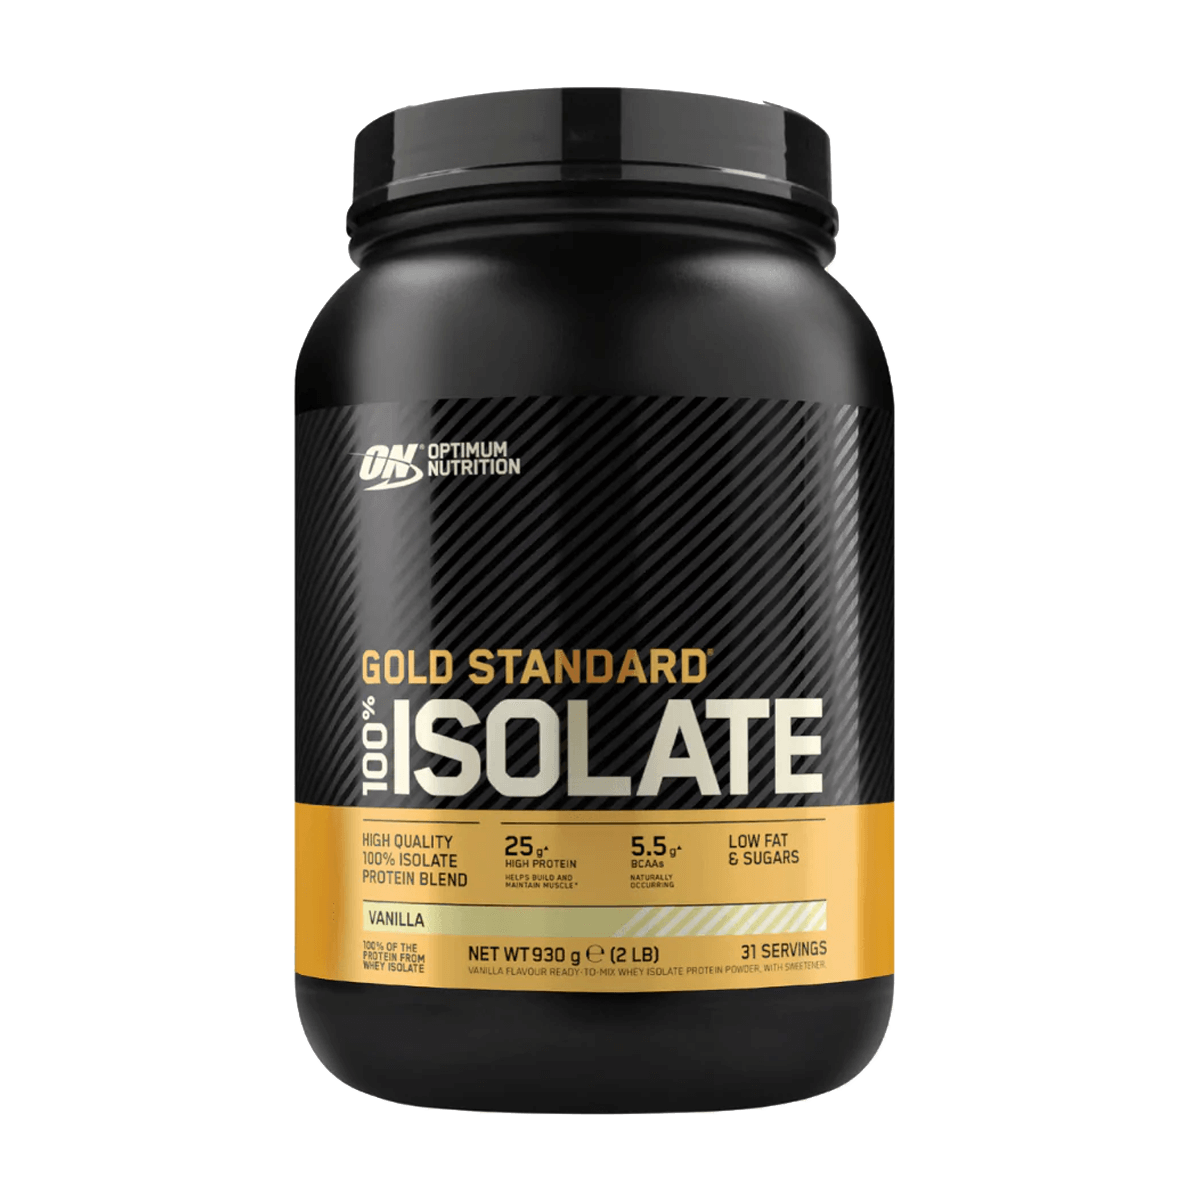 ON® OPTIMUM
NUTRITION
GOLD STANDARD®
100% ISOLATE
HIGH QUALITY
100% ISOLATE
PROTEIN BLEND
25 g▲
HIGH PROTEIN
HELPS BUILD AND
MAINTAIN MUSCLE*
5.5 g▲
BCAAs
NATURALLY
OCCURRING
LOW FAT
& SUGARS
VANILLA
100% OF THE
PROTEIN FROM
WHEY ISOLATE
NET WT 930 g ℮ (2 LB)
31 SERVINGS
VANILLA FLAVOUR READY-TO-MIX WHEY ISOLATE PROTEIN POWDER, WITH SWEETENER.